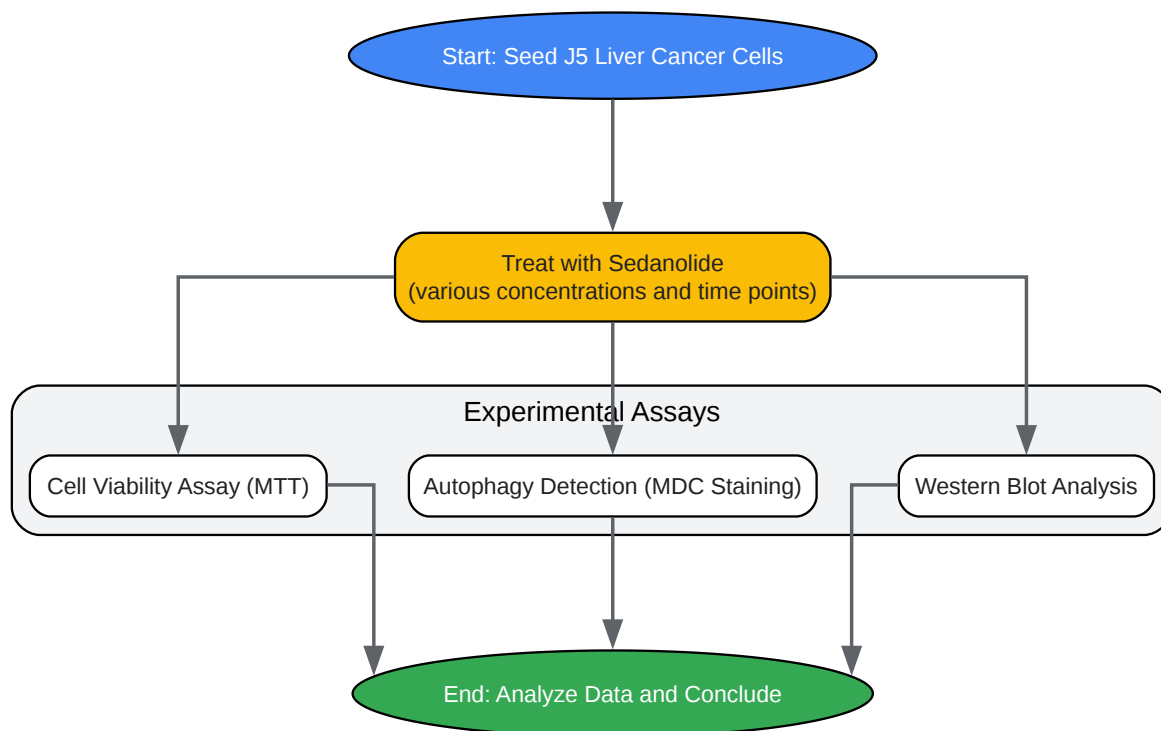 Start: Seed J5 Liver Cancer Cells
Treat with Sedanolide
(various concentrations and time points)
Experimental Assays
Cell Viability Assay (MTT)
Autophagy Detection (MDC Staining)
Western Blot Analysis
End: Analyze Data and Conclude